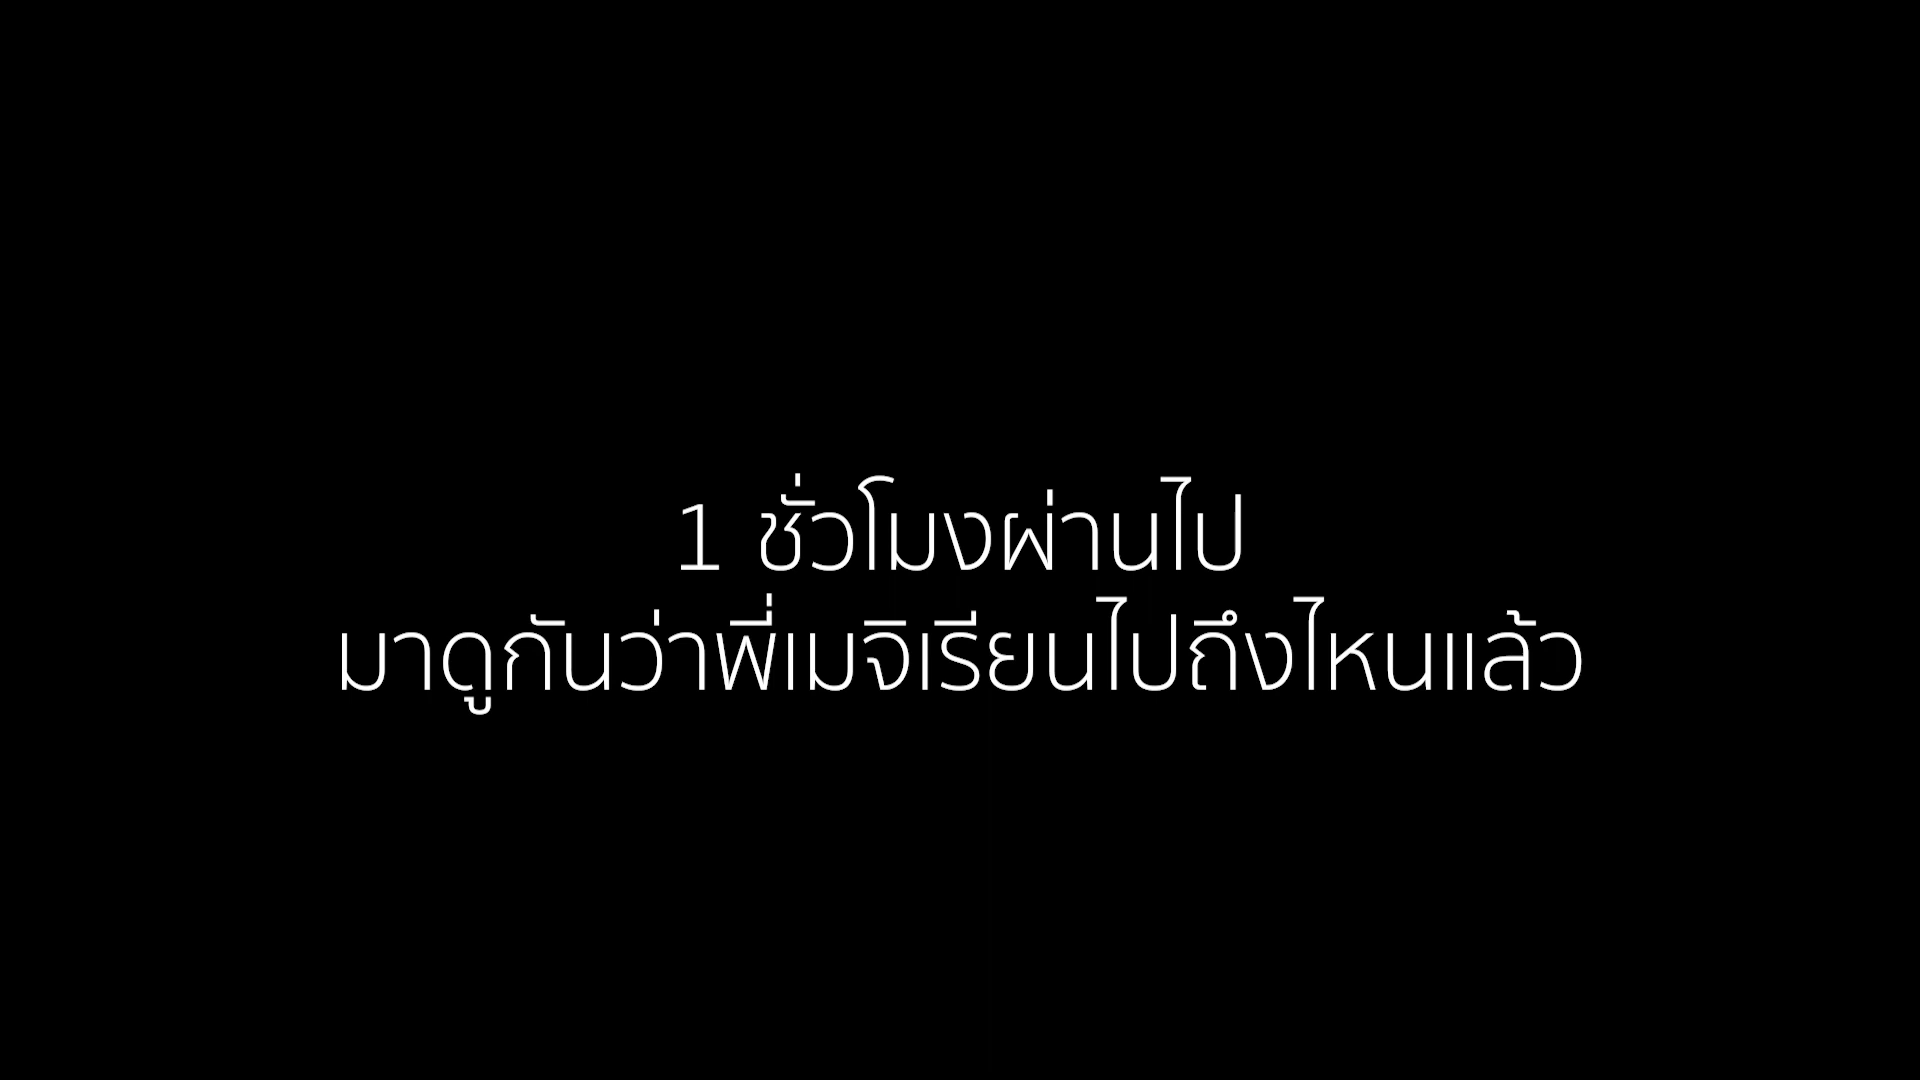 1 ชั่วโมงผ่านไป
มาดูกันว่าพี่เมจิเรียนไปถึงไหนแล้ว